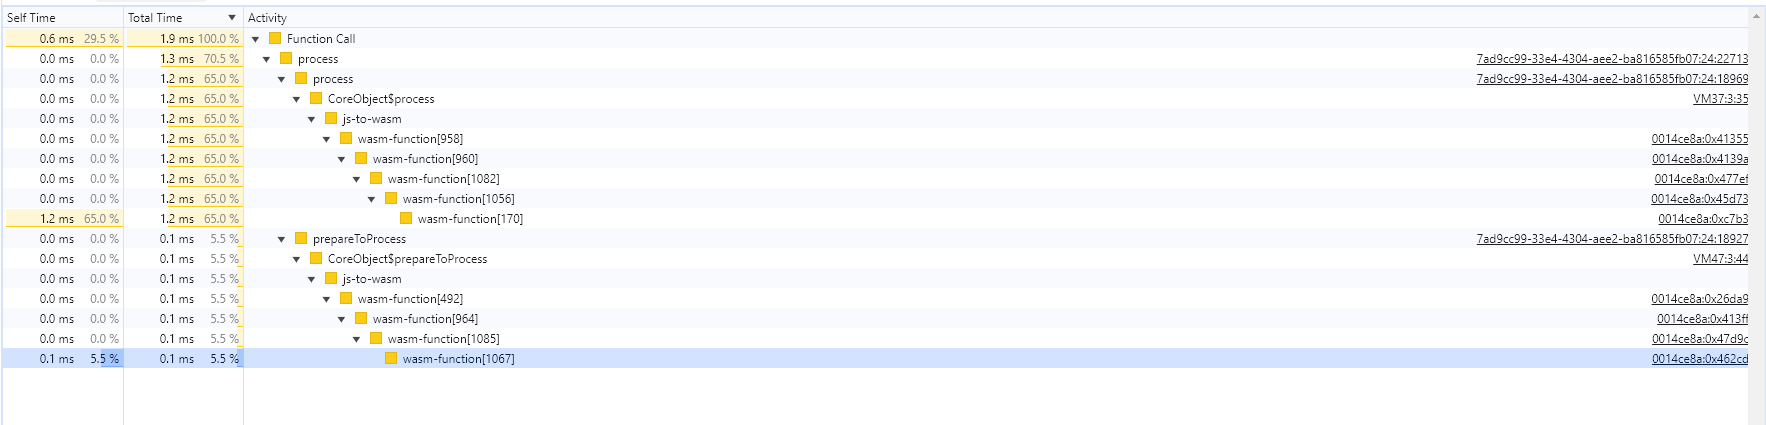 Self Time Total Time Activity
0.6 ms 29.5 % 1.9 ms 100.0 % Function Call
0.0 ms 0.0 % 1.3 ms 70.5 % process 7ad9cc99-33e4-4304-aee2-ba816585fb07:24:22713
0.0 ms 0.0 % 1.2 ms 65.0 % process 7ad9cc99-33e4-4304-aee2-ba816585fb07:24:18969
0.0 ms 0.0 % 1.2 ms 65.0 % CoreObject$process VM37:3:35
0.0 ms 0.0 % 1.2 ms 65.0 % js-to-wasm
0.0 ms 0.0 % 1.2 ms 65.0 % wasm-function[958] 0014ce8a:0x41355
0.0 ms 0.0 % 1.2 ms 65.0 % wasm-function[960] 0014ce8a:0x4139a
0.0 ms 0.0 % 1.2 ms 65.0 % wasm-function[1082] 0014ce8a:0x477ef
0.0 ms 0.0 % 1.2 ms 65.0 % wasm-function[1056] 0014ce8a:0x45d73
1.2 ms 65.0 % 1.2 ms 65.0 % wasm-function[170] 0014ce8a:0xc7b3
0.0 ms 0.0 % 0.1 ms 5.5 % prepareToProcess 7ad9cc99-33e4-4304-aee2-ba816585fb07:24:18927
0.0 ms 0.0 % 0.1 ms 5.5 % CoreObject$prepareToProcess VM47:3:44
0.0 ms 0.0 % 0.1 ms 5.5 % js-to-wasm
0.0 ms 0.0 % 0.1 ms 5.5 % wasm-function[492] 0014ce8a:0x26da9
0.0 ms 0.0 % 0.1 ms 5.5 % wasm-function[964] 0014ce8a:0x413ff
0.0 ms 0.0 % 0.1 ms 5.5 % wasm-function[1085] 0014ce8a:0x47d9c
0.1 ms 5.5 % 0.1 ms 5.5 % wasm-function[1067] 0014ce8a:0x462cd